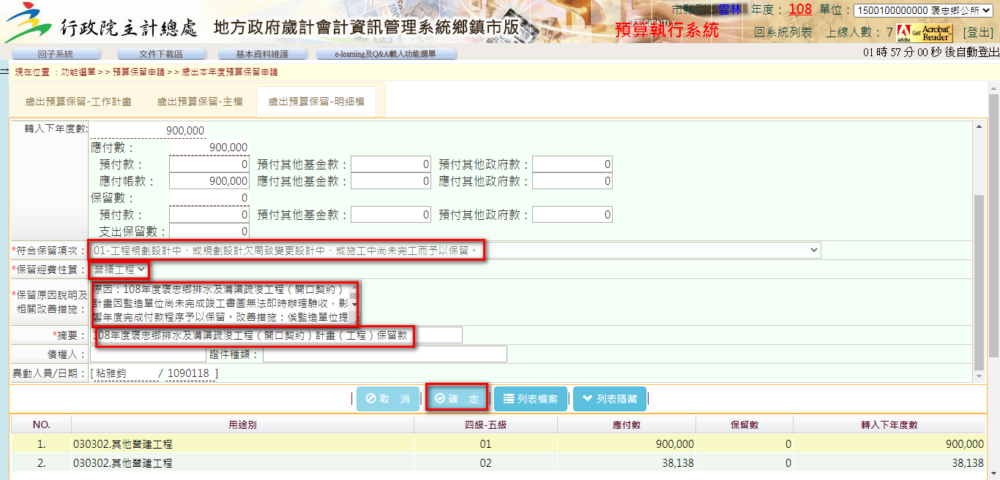 市縣別：雲林 年度：108 單位：1500100000000 褒忠鄉公所
行政院主計總處 地方政府歲計會計資訊管理系統鄉鎮市版 預算執行系統 回系統列表 上線人數：7 Adobe Get Acrobat Reader [登出]
回子系統 文件下載區 基本資料維護 e-learning及Q&A載入功能選單 01 時 57 分 00 秒 後自動登出
現在位置 ：功能選單>>預算保留申請>>歲出本年度預算保留申請
歲出預算保留-工作計畫 歲出預算保留-主檔 歲出預算保留-明細檔
轉入下年度數: 900,000
應付數： 900,000
預付款： 0 預付其他基金款： 0 預付其他政府款： 0
應付帳款： 900,000 應付其他基金款： 0 應付其他政府款： 0
保留數： 0
預付款： 0 預付其他基金款： 0 預付其他政府款： 0
支出保留數： 0
*符合保留項次： 01-工程規劃設計中、或規劃設計欠周致變更設計中、或施工中尚未完工而予以保留。
*保留經費性質： 營繕工程
*保留原因說明及相關改善措施：
原因：108年度褒忠鄉排水及溝渠疏浚工程（開口契約）
計畫因監造單位尚未完成竣工書圖無法即時辦理驗收，影
響年度完成付款程序予以保留。改善措施：俟監造單位提
*摘要： 108年度褒忠鄉排水及溝渠疏浚工程（開口契約）計畫（工程）保留款
債權人： 證件種類：
異動人員/日期： [ 粘雅鈞 / 1090118 ]
取 消 確 定 列表檔案 列表隱藏
NO. 用途別 四級-五級 應付數 保留數 轉入下年度數
1. 030302.其他營建工程 01 900,000 0 900,000
2. 030302.其他營建工程 02 38,138 0 38,138